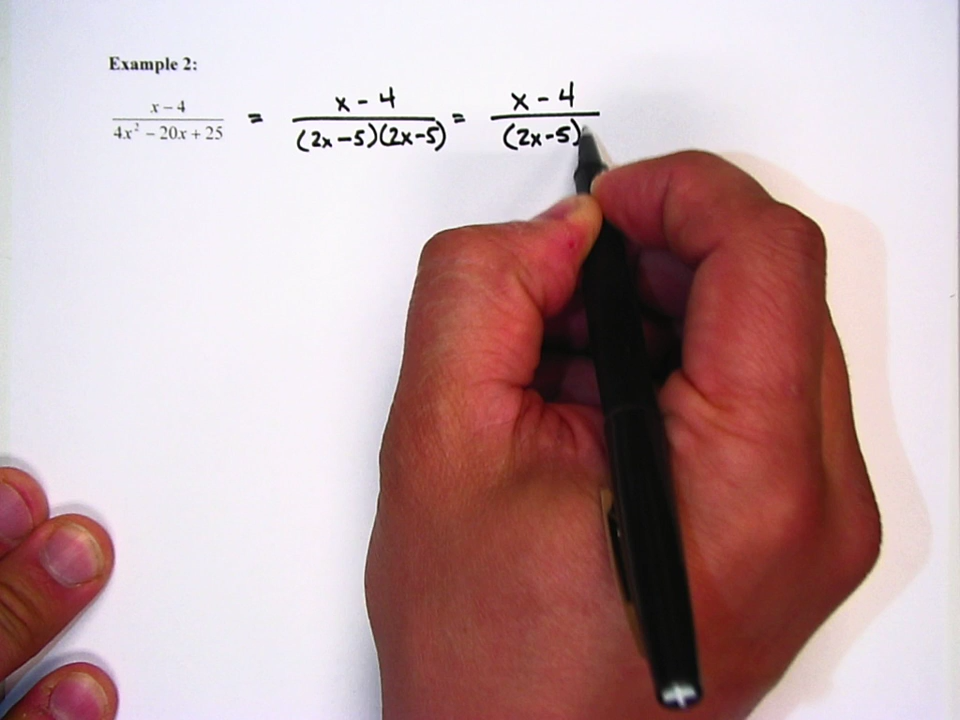 Example 2:
x − 4 = x − 4 = x − 4
4x² − 20x + 25 (2x − 5)(2x − 5) (2x − 5)